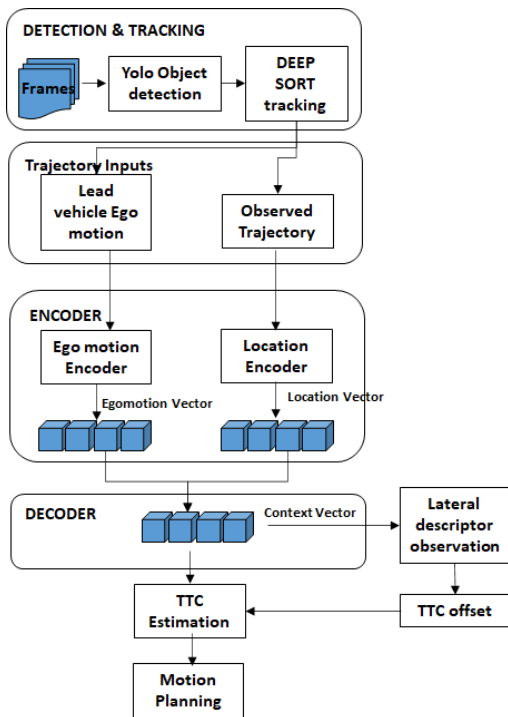 DETECTION & TRACKING
Frames
Yolo Object
detection
DEEP
SORT
tracking
Trajectory Inputs
Lead
vehicle Ego
motion
Observed
Trajectory
ENCODER
Ego motion
Encoder
Location
Encoder
Egomotion Vector
Location Vector
DECODER
Context Vector
Lateral
descriptor
observation
TTC
Estimation
TTC offset
Motion
Planning